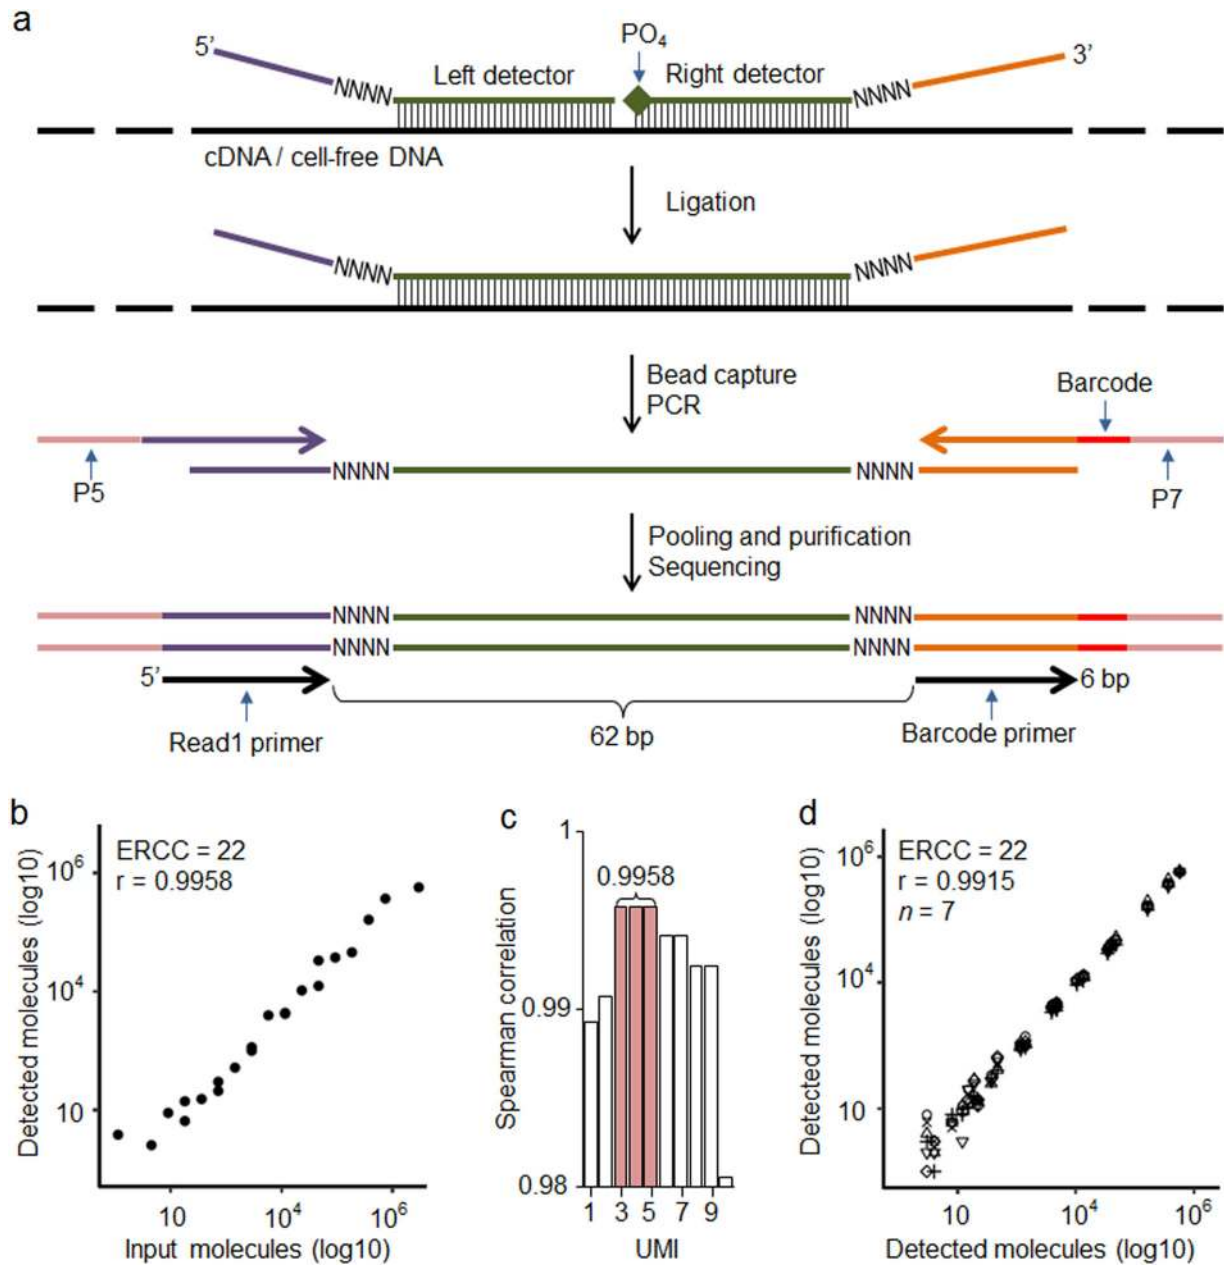 a
5’
PO4
3’
Left detector
Right detector
NNNN
NNNN
cDNA / cell-free DNA
Ligation
NNNN
NNNN
Bead capture
PCR
Barcode
NNNN
NNNN
P5
P7
Pooling and purification
Sequencing
NNNN
NNNN
NNNN
NNNN
5’
6 bp
Read1 primer
62 bp
Barcode primer
b
ERCC = 22
r = 0.9958
Detected molecules (log10)
10^6
10^4
10
10
10^4
10^6
Input molecules (log10)
c
1
0.9958
Spearman correlation
0.99
0.98
1
3
5
7
9
UMI
d
ERCC = 22
r = 0.9915
n = 7
Detected molecules (log10)
10^6
10^4
10
10
10^4
10^6
Detected molecules (log10)